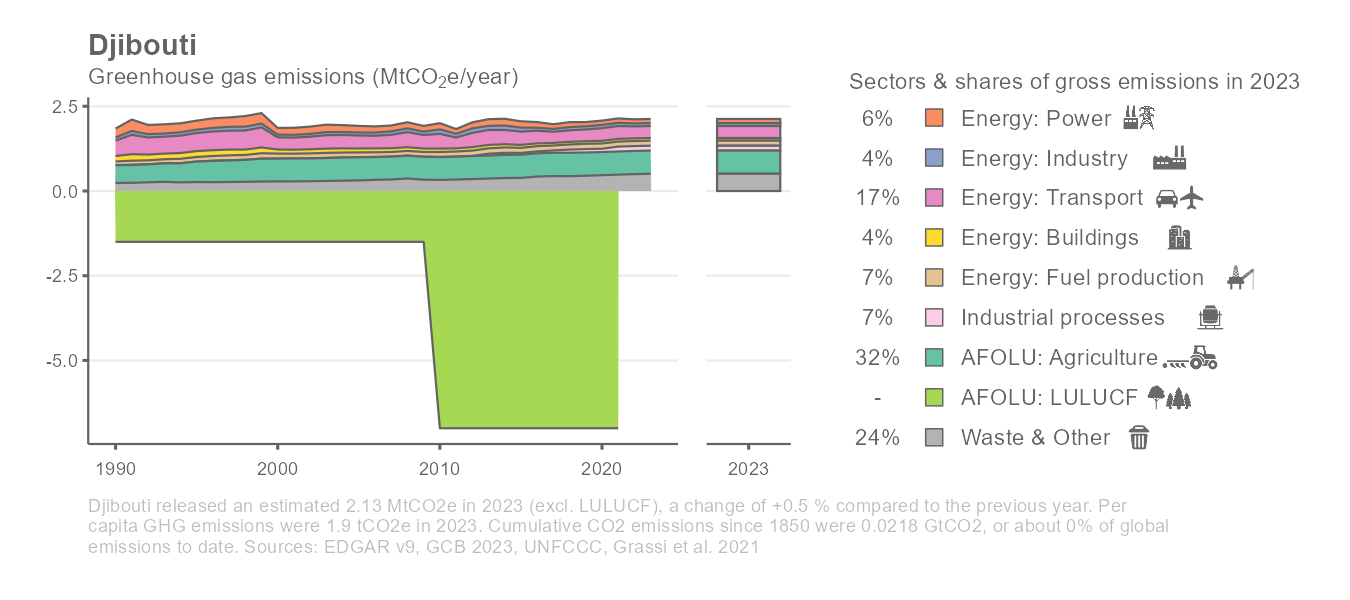 Djibouti
Greenhouse gas emissions (MtCO₂e/year)
2.5
0.0
-2.5
-5.0
1990
2000
2010
2020
2023
Sectors & shares of gross emissions in 2023
6% Energy: Power
4% Energy: Industry
17% Energy: Transport
4% Energy: Buildings
7% Energy: Fuel production
7% Industrial processes
32% AFOLU: Agriculture
- AFOLU: LULUCF
24% Waste & Other
Djibouti released an estimated 2.13 MtCO2e in 2023 (excl. LULUCF), a change of +0.5 % compared to the previous year. Per
capita GHG emissions were 1.9 tCO2e in 2023. Cumulative CO2 emissions since 1850 were 0.0218 GtCO2, or about 0% of global
emissions to date. Sources: EDGAR v9, GCB 2023, UNFCCC, Grassi et al. 2021